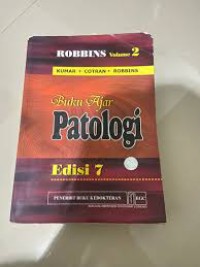 ROBBINS Volume 2
KUMAR • COTRAN • ROBBINS
Buku Ajar
Patologi
Edisi 7
PENERBIT BUKU KEDOKTERAN
EGC